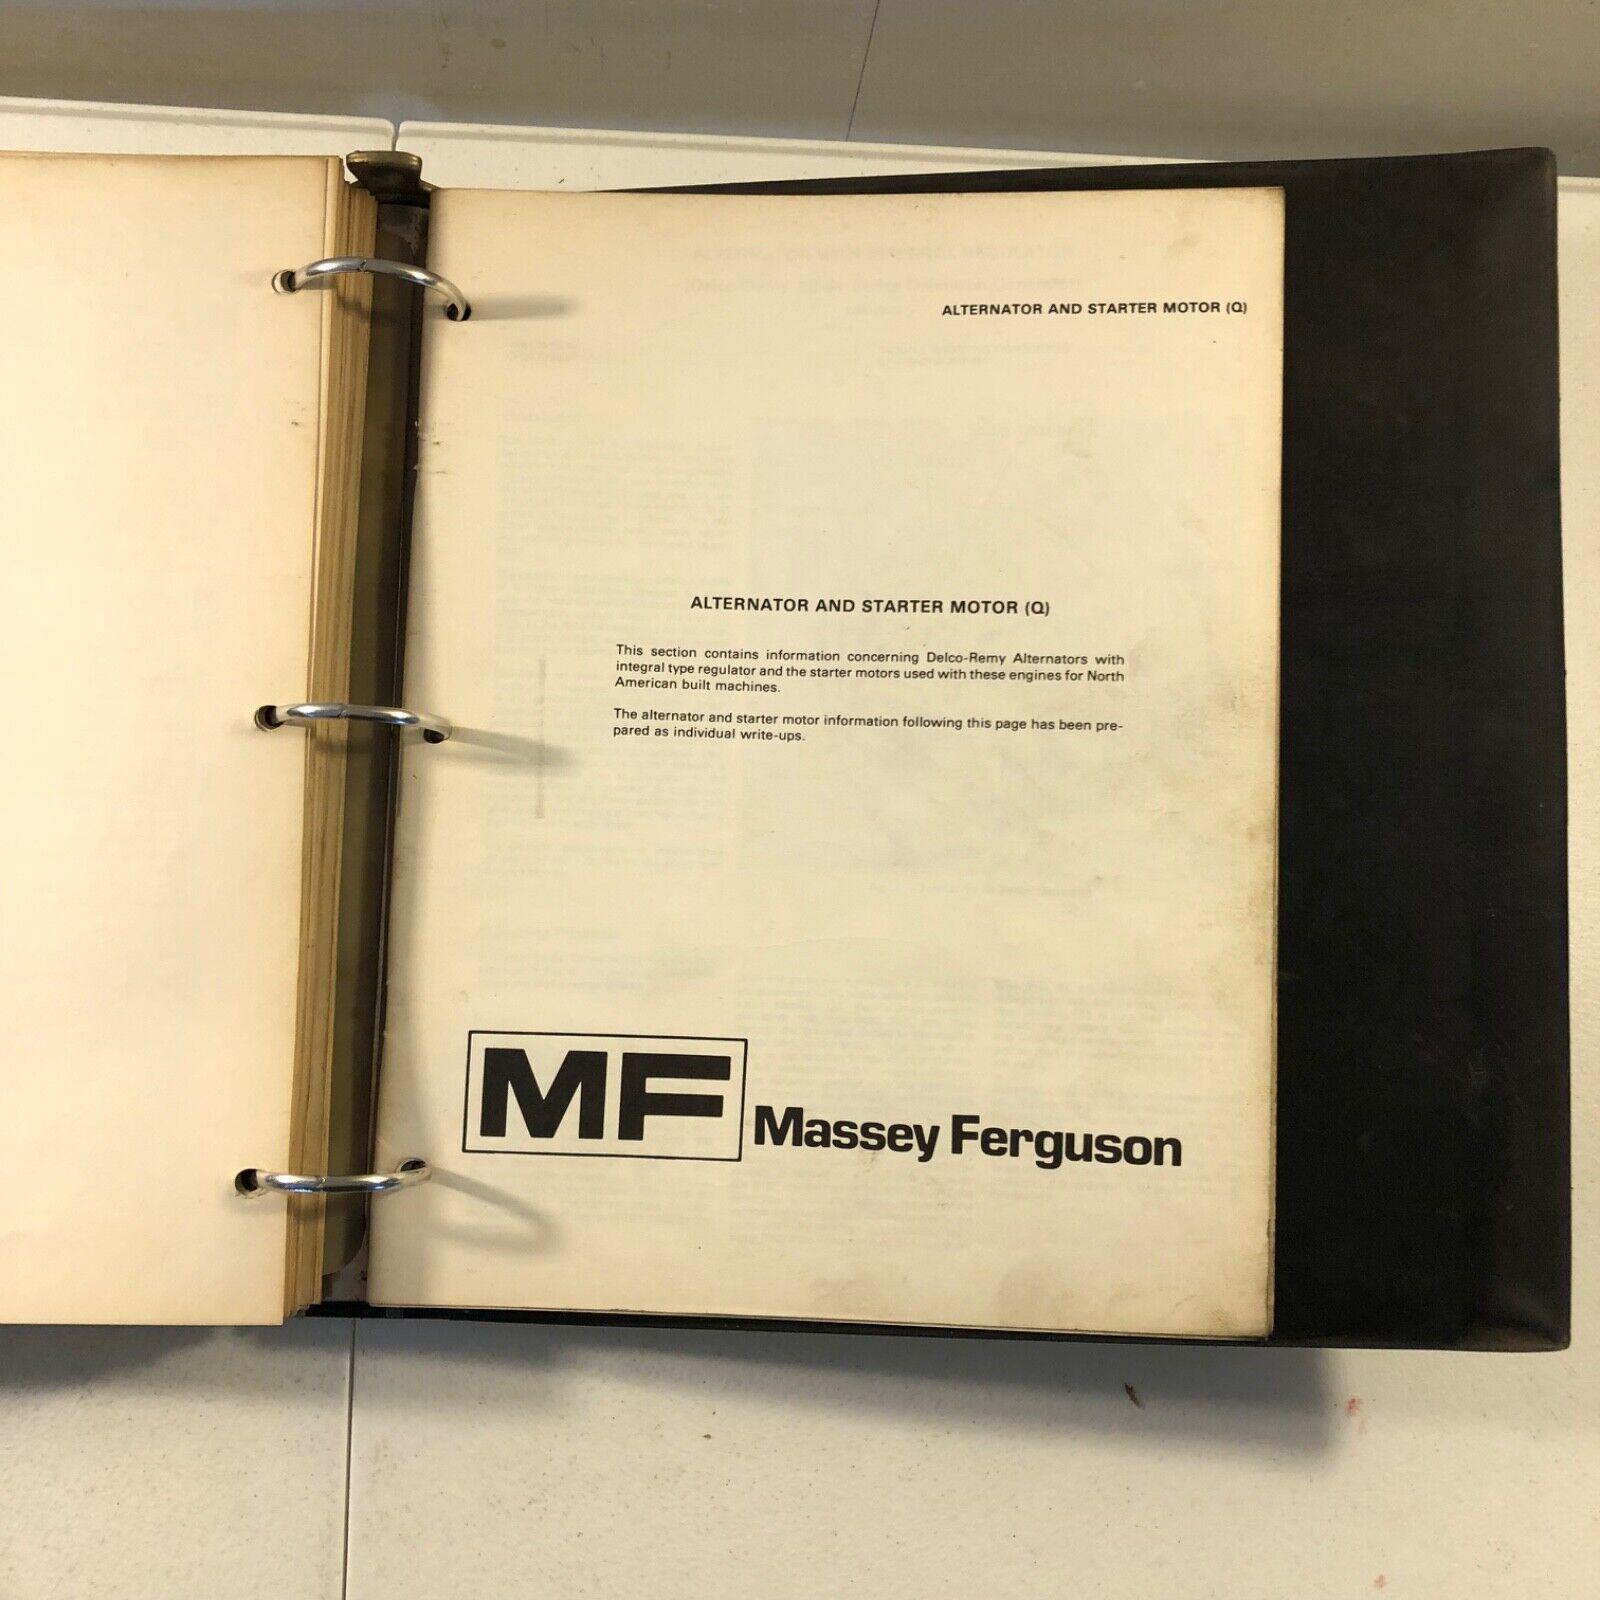 ALTERNATOR AND STARTER MOTOR (Q)
ALTERNATOR AND STARTER MOTOR (Q)
This section contains information concerning Delco-Remy Alternators with
integral type regulator and the starter motors used with these engines for North
American built machines.
The alternator and starter motor information following this page has been pre-
pared as individual write-ups.
MF Massey Ferguson